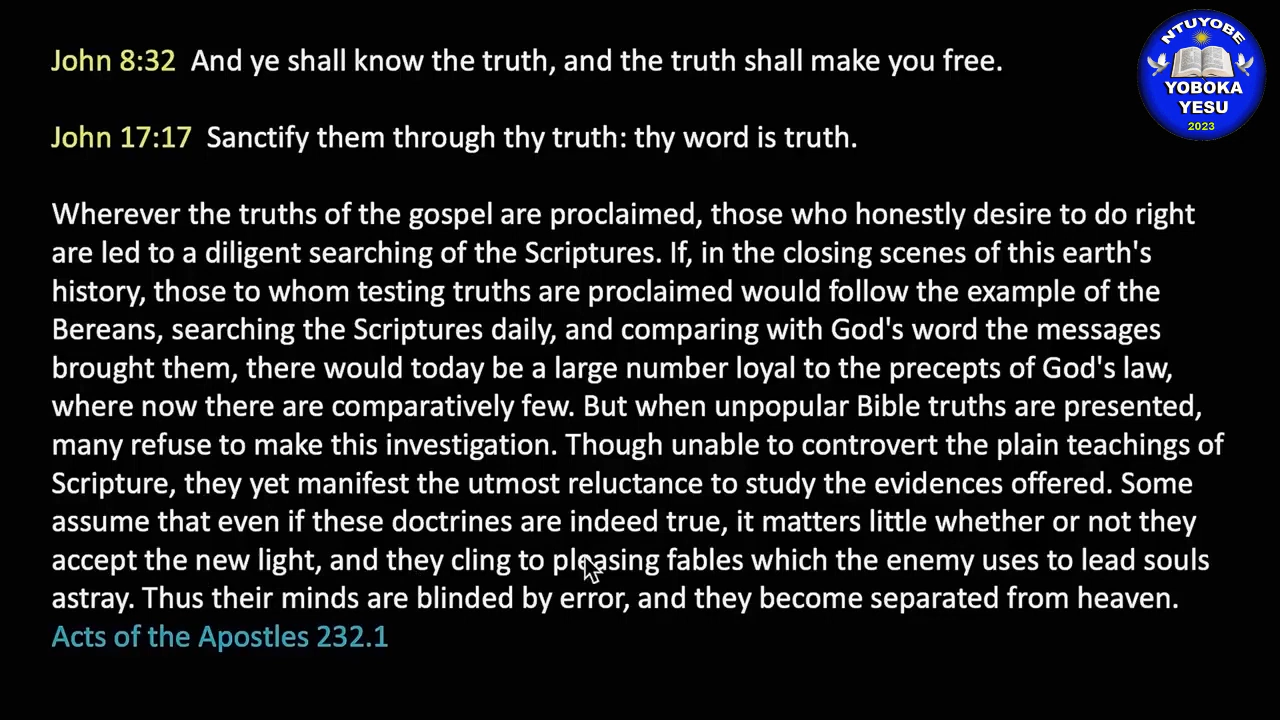 John 8:32 And ye shall know the truth, and the truth shall make you free.
John 17:17 Sanctify them through thy truth: thy word is truth.
Wherever the truths of the gospel are proclaimed, those who honestly desire to do right
are led to a diligent searching of the Scriptures. If, in the closing scenes of this earth's
history, those to whom testing truths are proclaimed would follow the example of the
Bereans, searching the Scriptures daily, and comparing with God's word the messages
brought them, there would today be a large number loyal to the precepts of God's law,
where now there are comparatively few. But when unpopular Bible truths are presented,
many refuse to make this investigation. Though unable to controvert the plain teachings of
Scripture, they yet manifest the utmost reluctance to study the evidences offered. Some
assume that even if these doctrines are indeed true, it matters little whether or not they
accept the new light, and they cling to pleasing fables which the enemy uses to lead souls
astray. Thus their minds are blinded by error, and they become separated from heaven.
Acts of the Apostles 232.1
NTUYOBE
YOBOKA
YESU
2023